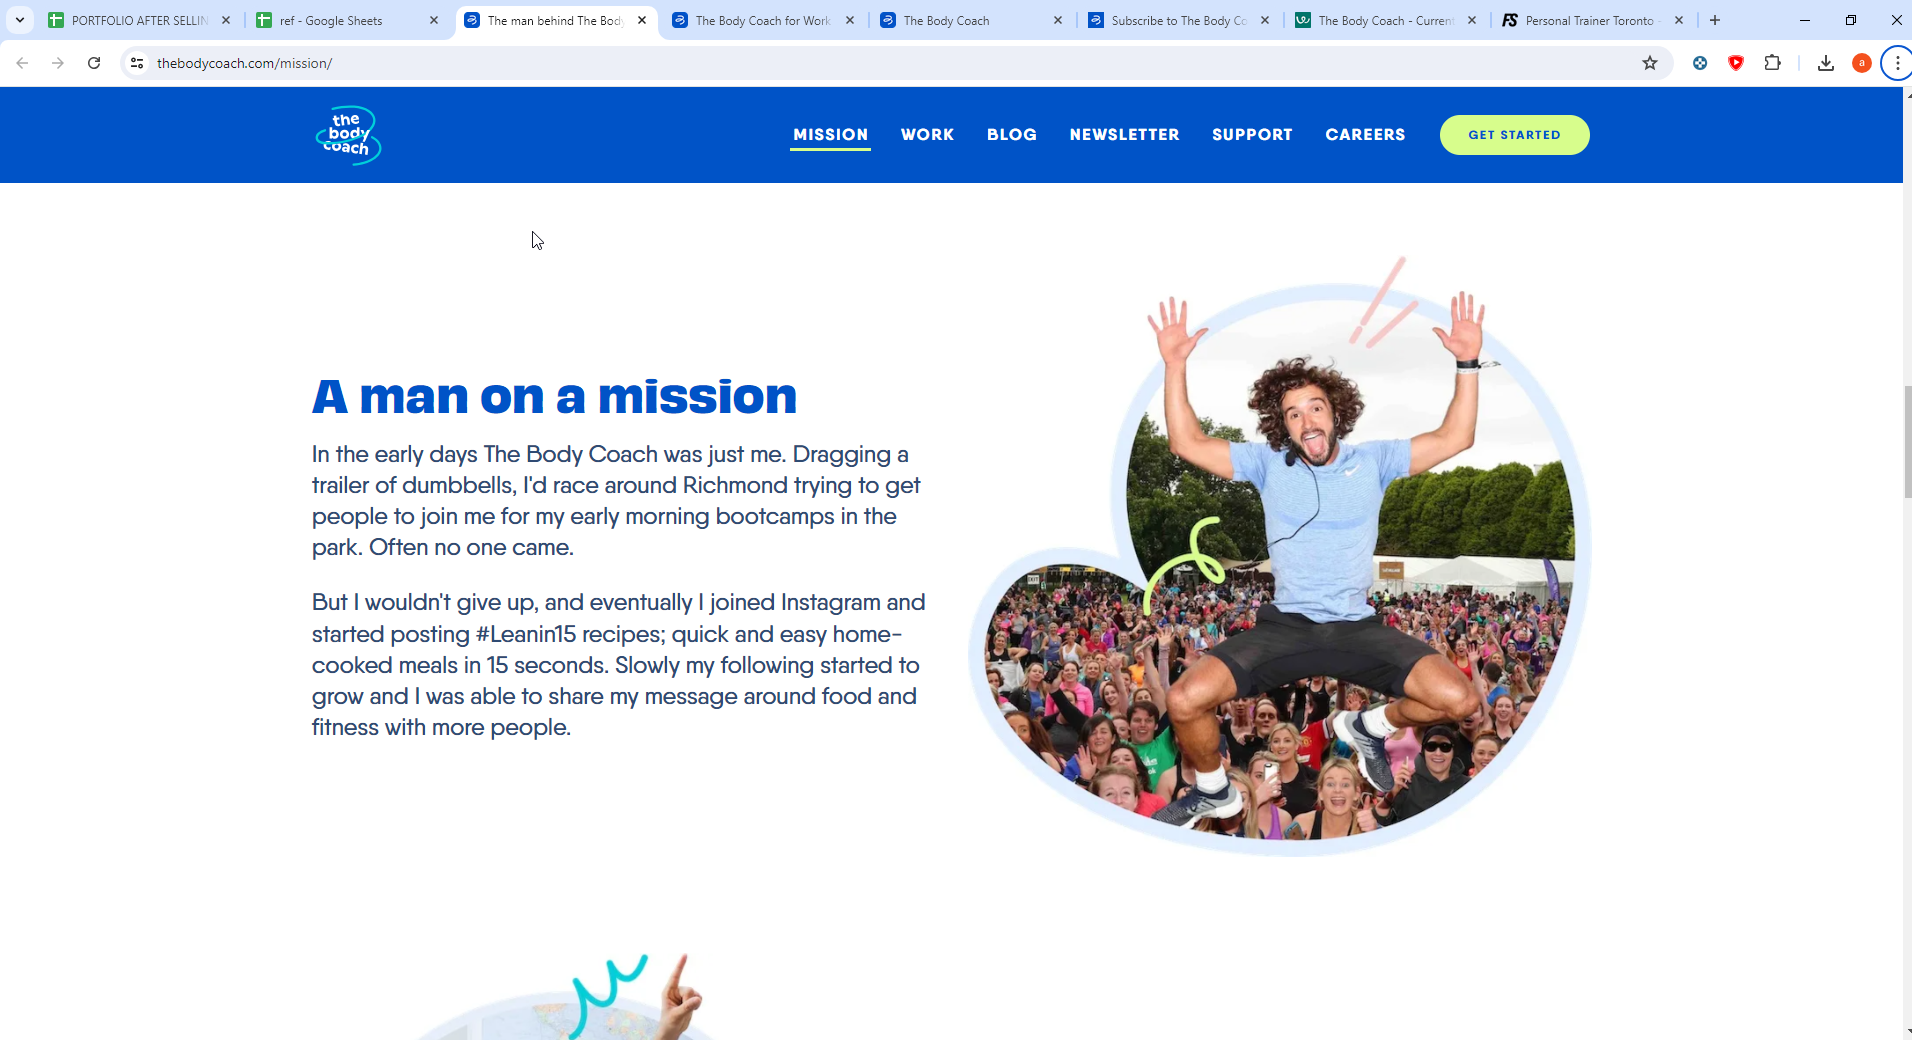 PORTFOLIO AFTER SELLIN
ref - Google Sheets
The man behind The Body
The Body Coach for Work
The Body Coach
Subscribe to The Body Co
The Body Coach - Current
FS Personal Trainer Toronto -
thebodycoach.com/mission/
a
the
body
coach
MISSION
WORK
BLOG
NEWSLETTER
SUPPORT
CAREERS
GET STARTED
A man on a mission
In the early days The Body Coach was just me. Dragging a
trailer of dumbbells, I'd race around Richmond trying to get
people to join me for my early morning bootcamps in the
park. Often no one came.
But I wouldn't give up, and eventually I joined Instagram and
started posting #Leanin15 recipes; quick and easy home-
cooked meals in 15 seconds. Slowly my following started to
grow and I was able to share my message around food and
fitness with more people.